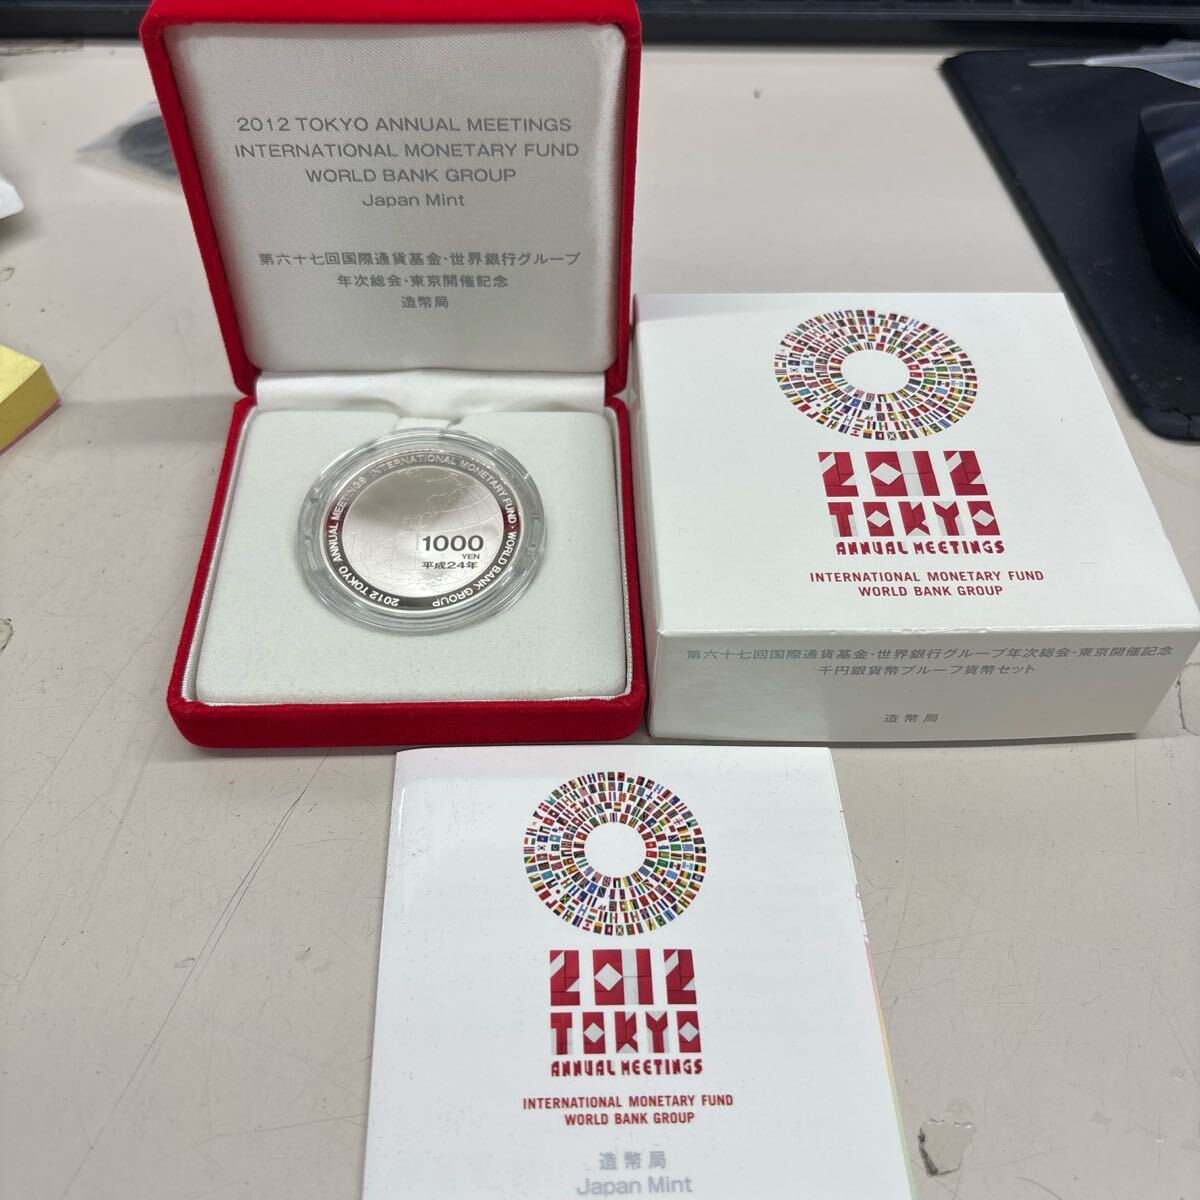 2012 TOKYO ANNUAL MEETINGS
INTERNATIONAL MONETARY FUND
WORLD BANK GROUP
Japan Mint
第六十七回国際通貨基金・世界銀行グループ
年次総会・東京開催記念
造幣局
2012 TOKYO ANNUAL MEETINGS INTERNATIONAL MONETARY FUND・WORLD BANK GROUP
1000
YEN
平成24年
2012
TOKYO
ANNUAL MEETINGS
INTERNATIONAL MONETARY FUND
WORLD BANK GROUP
第六十七回国際通貨基金・世界銀行グループ年次総会・東京開催記念
千円銀貨幣プルーフ貨幣セット
造幣局
2012
TOKYO
ANNUAL MEETINGS
INTERNATIONAL MONETARY FUND
WORLD BANK GROUP
造幣局
Japan Mint